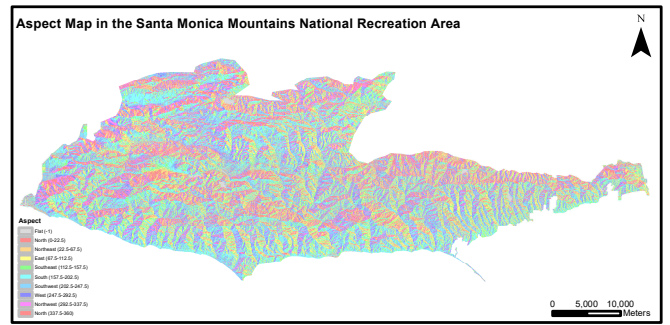 Aspect Map in the Santa Monica Mountains National Recreation Area
N
Aspect
Flat (-1)
North (0-22.5)
Northeast (22.5-67.5)
East (67.5-112.5)
Southeast (112.5-157.5)
South (157.5-202.5)
Southwest (202.5-247.5)
West (247.5-292.5)
Northwest (292.5-337.5)
North (337.5-360)
0 5,000 10,000
Meters